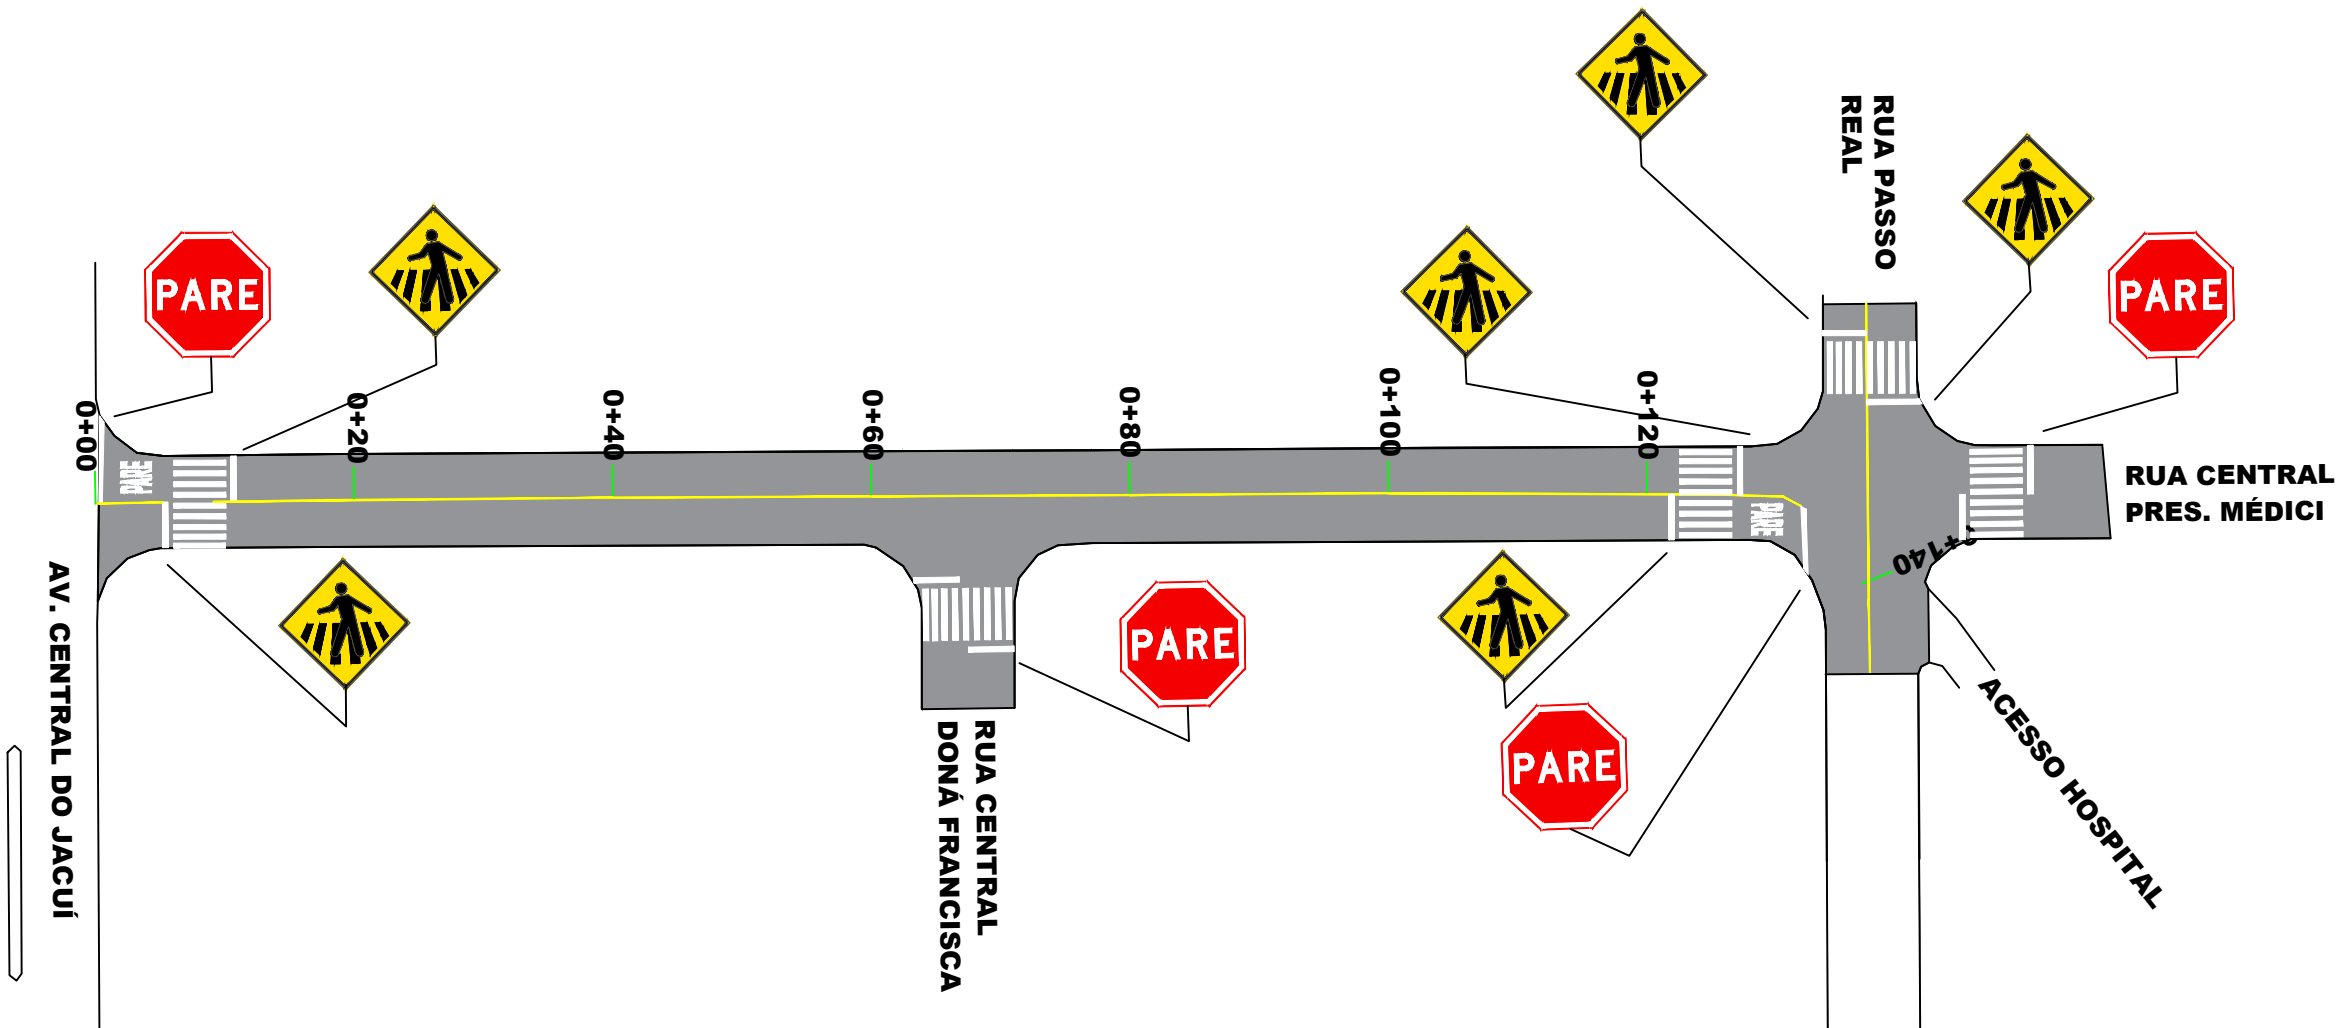 RUA PASSO
REAL
PARE
PARE
0+00
0+20
0+40
0+60
0+80
0+100
0+120
PARE
RUA CENTRAL
PRES. MÉDICI
PARE
0+140
AV. CENTRAL DO JACUÍ
PARE
RUA CENTRAL
DONÁ FRANCISCA
PARE
ACESSO HOSPITAL